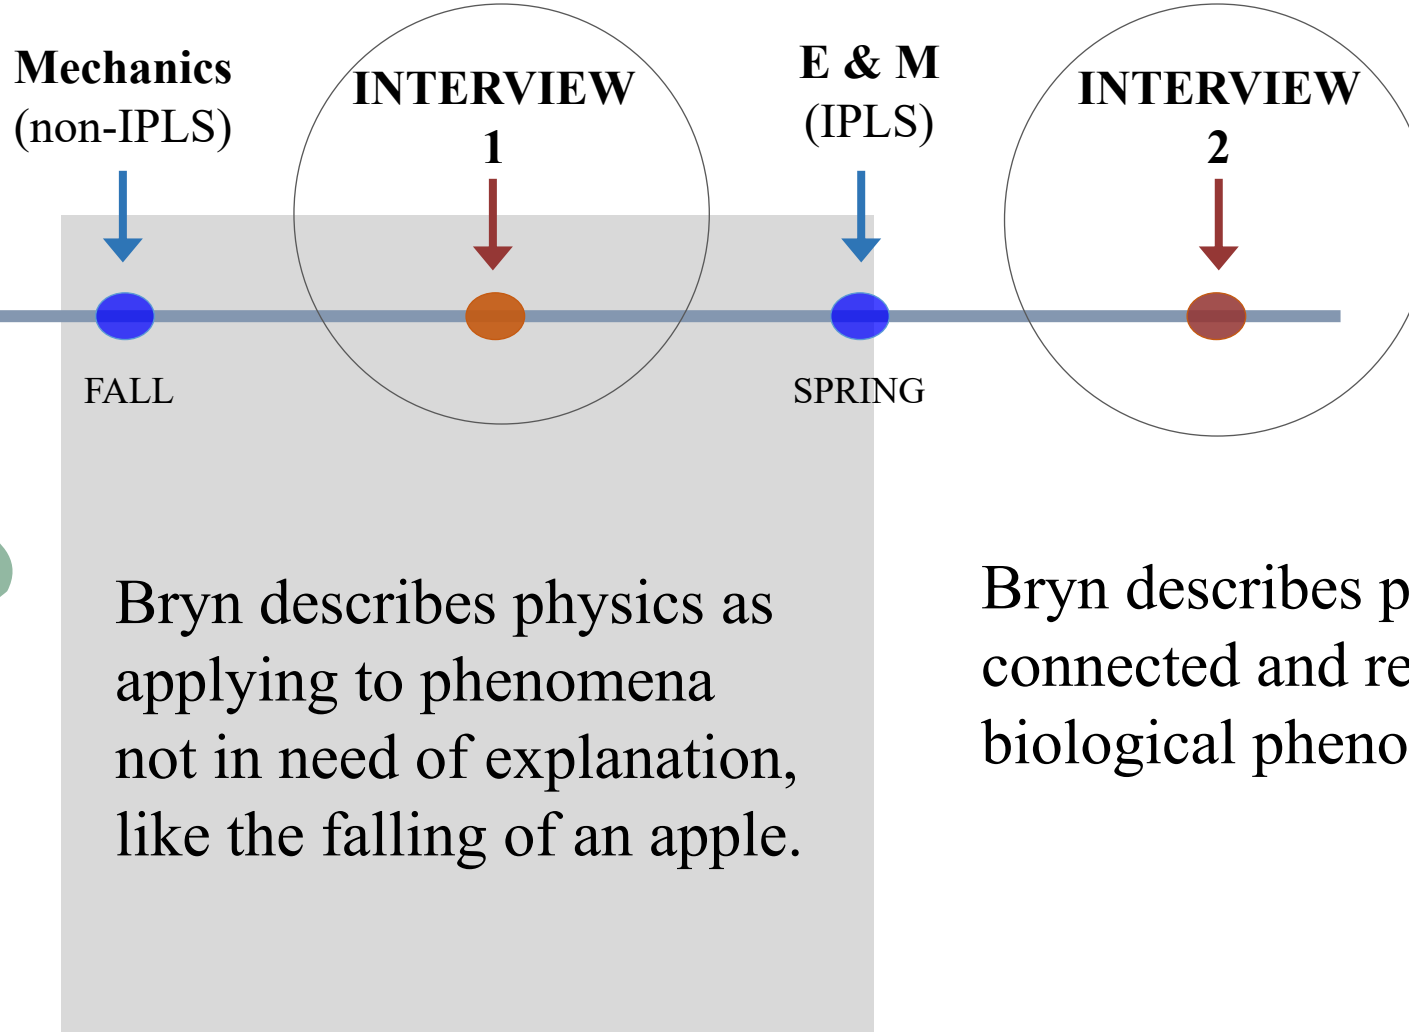 Mechanics
(non-IPLS)
INTERVIEW
1
E & M
(IPLS)
INTERVIEW
2
FALL
SPRING
Bryn describes physics as
applying to phenomena
not in need of explanation,
like the falling of an apple.
Bryn describes
connected and
biological